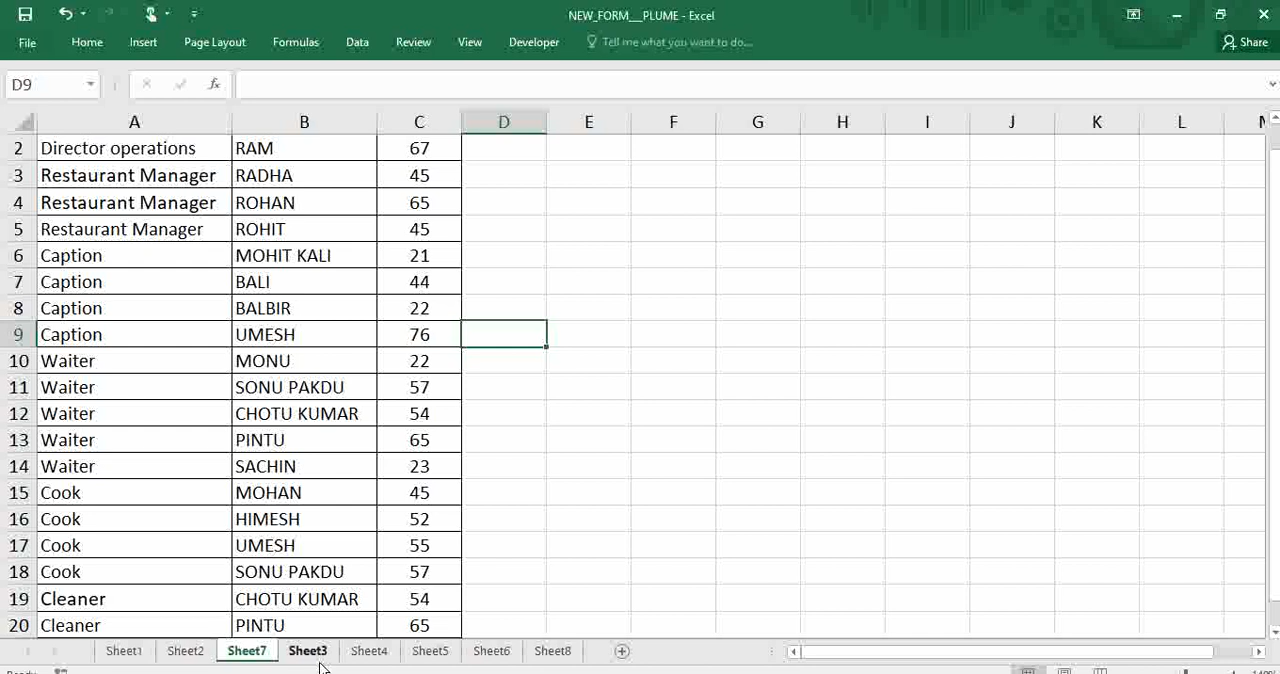 NEW_FORM__PLUME - Excel
File Home Insert Page Layout Formulas Data Review View Developer Tell me what you want to do... Share
D9 fx
A B C D E F G H I J K L
2 Director operations RAM 67
3 Restaurant Manager RADHA 45
4 Restaurant Manager ROHAN 65
5 Restaurant Manager ROHIT 45
6 Caption MOHIT KALI 21
7 Caption BALI 44
8 Caption BALBIR 22
9 Caption UMESH 76
10 Waiter MONU 22
11 Waiter SONU PAKDU 57
12 Waiter CHOTU KUMAR 54
13 Waiter PINTU 65
14 Waiter SACHIN 23
15 Cook MOHAN 45
16 Cook HIMESH 52
17 Cook UMESH 55
18 Cook SONU PAKDU 57
19 Cleaner CHOTU KUMAR 54
20 Cleaner PINTU 65
Sheet1 Sheet2 Sheet7 Sheet3 Sheet4 Sheet5 Sheet6 Sheet8